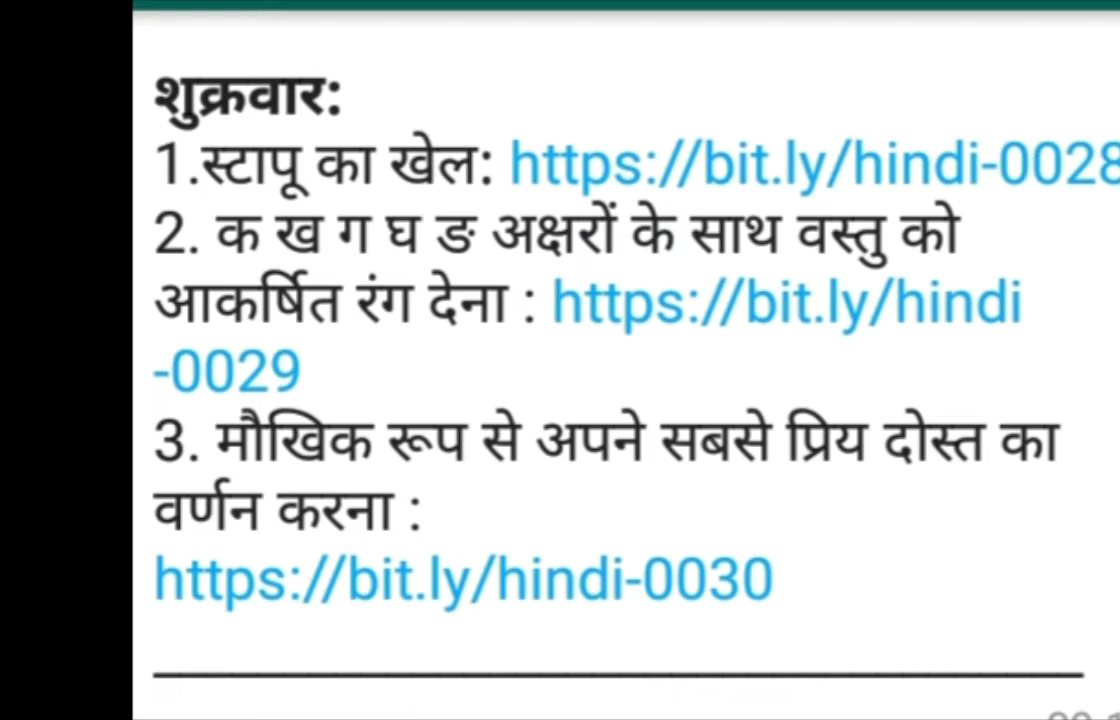 शुक्रवार:
1.स्टापू का खेल: https://bit.ly/hindi-0028
2. क ख ग घ ङ अक्षरों के साथ वस्तु को
आकर्षित रंग देना : https://bit.ly/hindi
-0029
3. मौखिक रूप से अपने सबसे प्रिय दोस्त का
वर्णन करना :
https://bit.ly/hindi-0030